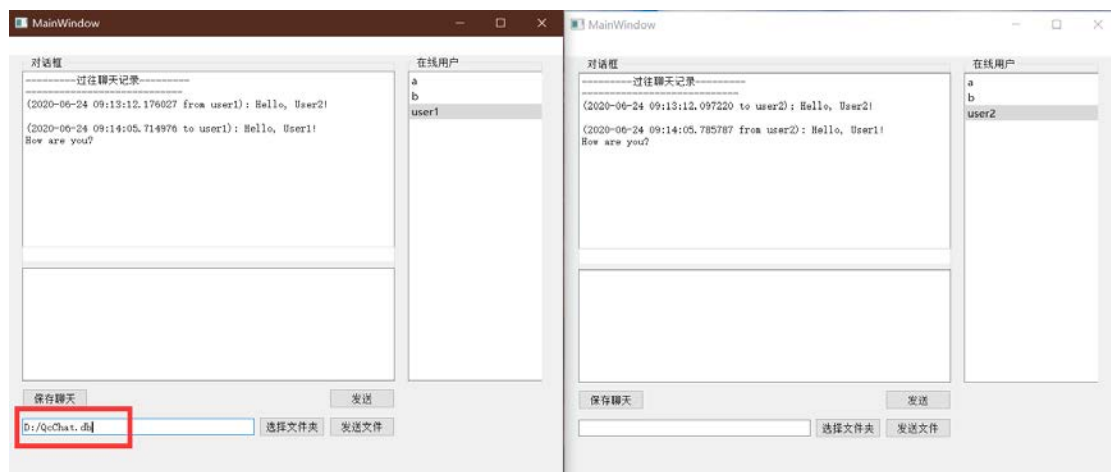 MainWindow
对话框
---------过往聊天记录---------
(2020-06-24 09:13:12.176027 from user1): Hello, User2!
(2020-06-24 09:14:05.714976 to user1): Hello, User1!
How are you?
在线用户
a
b
user1
保存聊天
发送
D:/QcChat.db
选择文件夹
发送文件
MainWindow
对话框
---------过往聊天记录---------
(2020-06-24 09:13:12.097220 to user2): Hello, User2!
(2020-06-24 09:14:05.785787 from user2): Hello, User1!
How are you?
在线用户
a
b
user2
保存聊天
发送
选择文件夹
发送文件